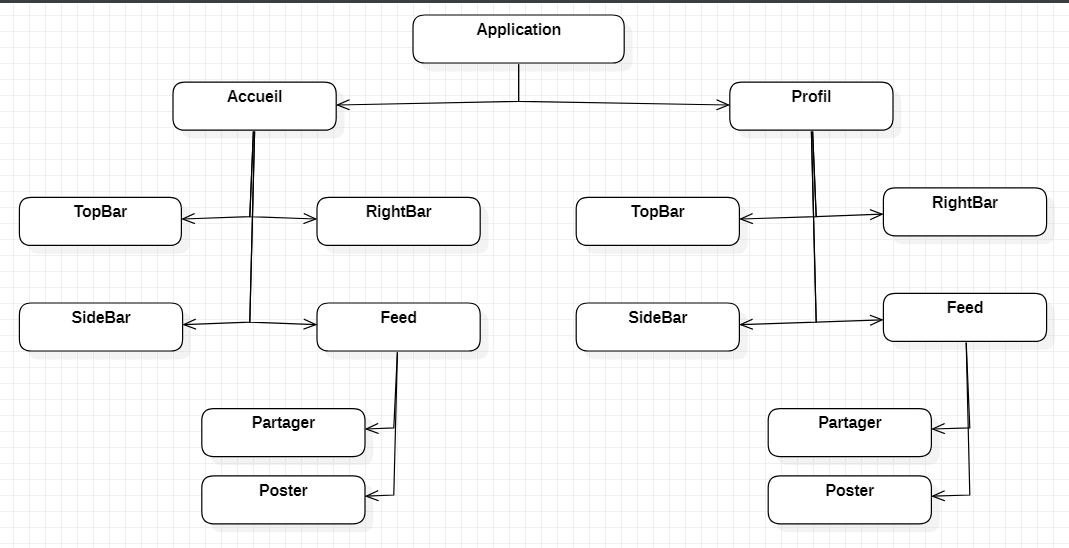 Application
Accueil
Profil
TopBar
RightBar
TopBar
RightBar
SideBar
Feed
SideBar
Feed
Partager
Partager
Poster
Poster